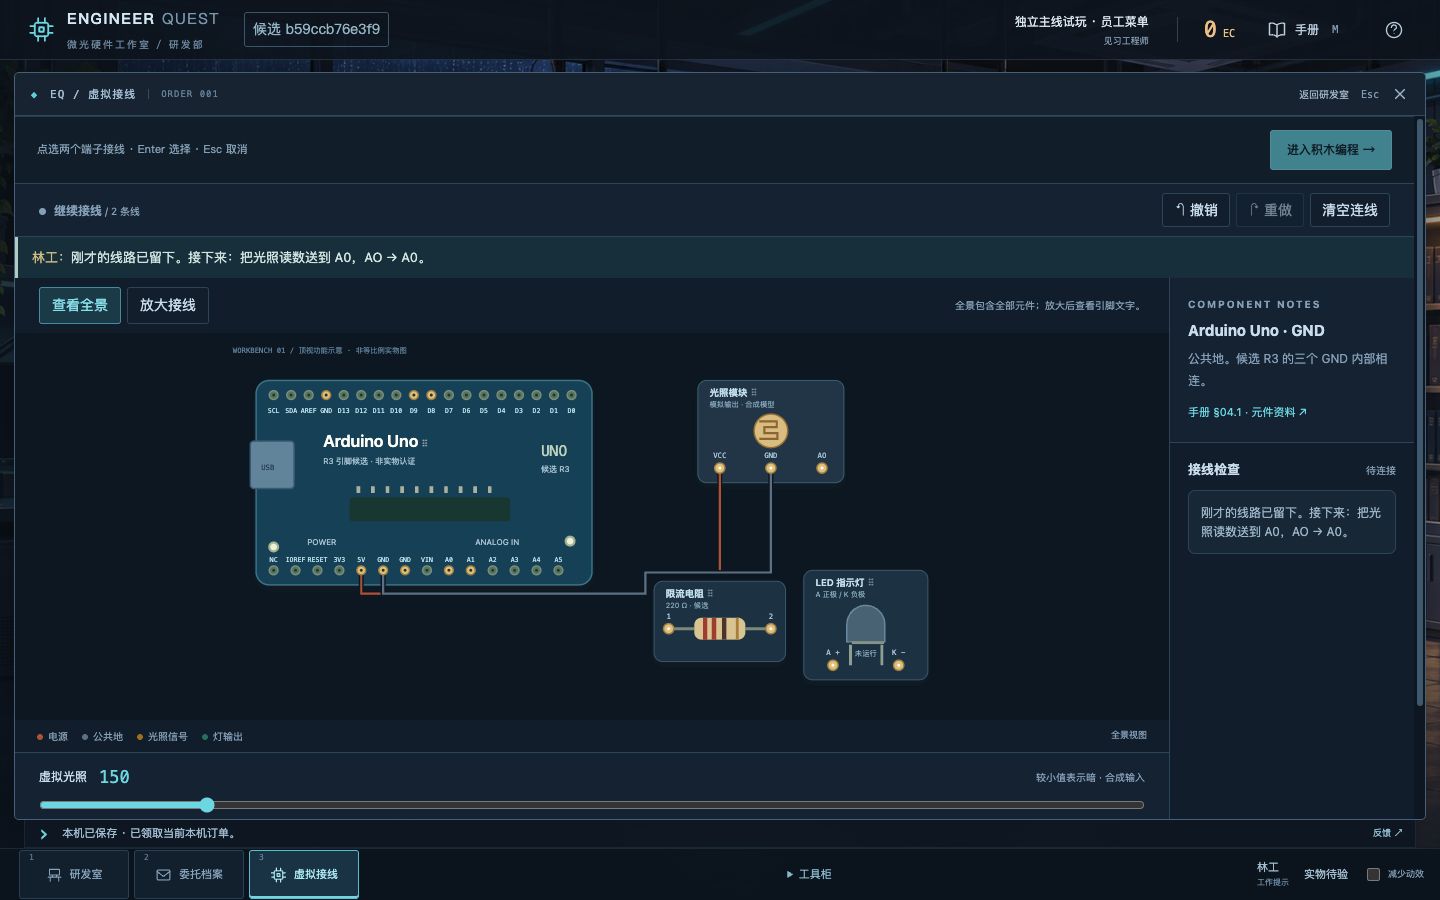 ENGINEER QUEST
微光硬件工作室 / 研发部
候选 b59ccb76e3f9
独立主线试玩 · 员工菜单
见习工程师
0 EC
手册 M
EQ / 虚拟接线 | ORDER 001
返回研发室 Esc
点选两个端子接线 · Enter 选择 · Esc 取消
进入积木编程 →
继续接线 / 2 条线
撤销
重做
清空连线
林工：刚才的线路已留下。接下来：把光照读数送到 A0，AO → A0。
查看全景
放大接线
全景包含全部元件；放大后查看引脚文字。
WORKBENCH 01 / 顶视功能示意 · 非等比例实物图
SCL SDA AREF GND D13 D12 D11 D10 D9 D8 D7 D6 D5 D4 D3 D2 D1 D0
Arduino Uno
R3 引脚候选 · 非实物认证
UNO
候选 R3
USB
POWER
ANALOG IN
NC IOREF RESET 3V3 5V GND GND VIN A0 A1 A2 A3 A4 A5
光照模块
模拟输出 · 合成模型
VCC GND AO
限流电阻
220 Ω · 候选
1 2
LED 指示灯
A 正极 / K 负极
A + 未运行 K −
COMPONENT NOTES
Arduino Uno · GND
公共地。候选 R3 的三个 GND 内部相
连。
手册 §04.1 · 元件资料 ↗
接线检查
待连接
刚才的线路已留下。接下来：把光
照读数送到 A0，AO → A0。
电源
公共地
光照信号
灯输出
全景视图
虚拟光照 150
较小值表示暗 · 合成输入
本机已保存 · 已领取当前本机订单。
反馈 ↗
1 研发室
2 委托档案
3 虚拟接线
工具柜
林工
工作提示
实物待验
减少动效